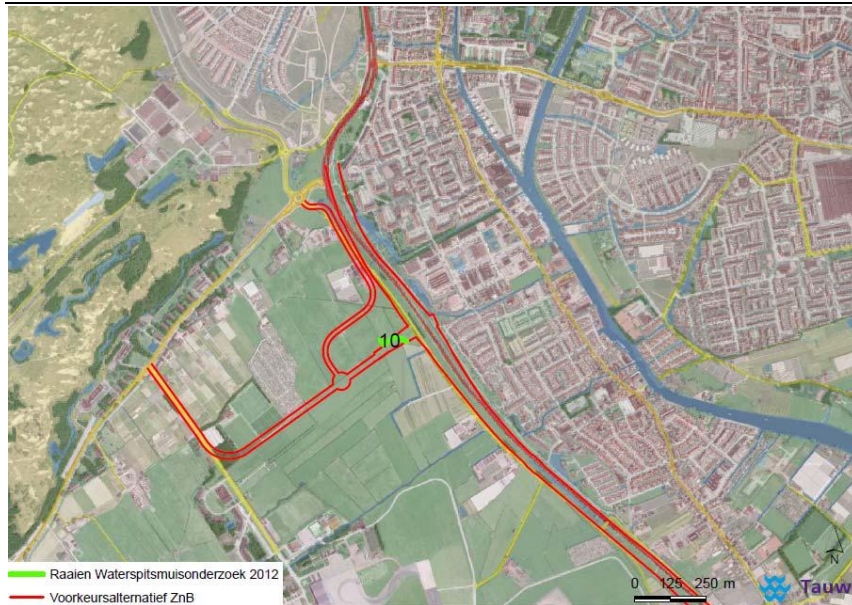 10
Raaien Waterspitsmuisonderzoek 2012
Voorkeursalternatief ZnB
0 125 250 m
N
Tauw